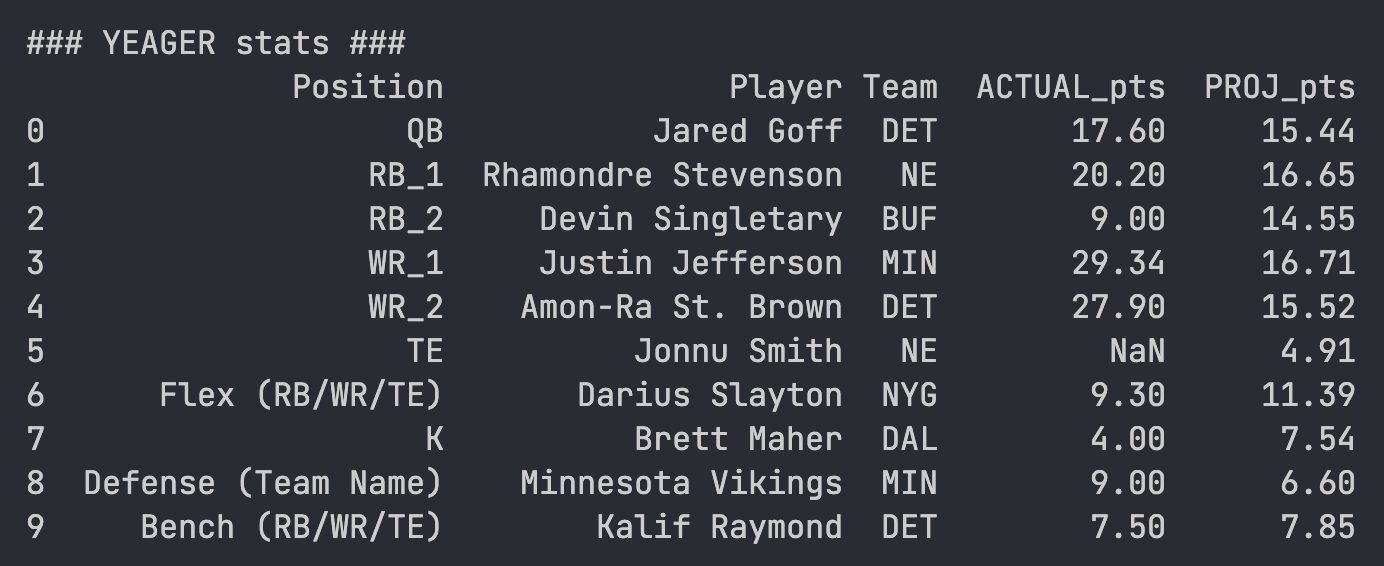 ### YEAGER stats ###
Position Player Team ACTUAL_pts PROJ_pts
0 QB Jared Goff DET 17.60 15.44
1 RB_1 Rhamondre Stevenson NE 20.20 16.65
2 RB_2 Devin Singletary BUF 9.00 14.55
3 WR_1 Justin Jefferson MIN 29.34 16.71
4 WR_2 Amon-Ra St. Brown DET 27.90 15.52
5 TE Jonnu Smith NE NaN 4.91
6 Flex (RB/WR/TE) Darius Slayton NYG 9.30 11.39
7 K Brett Maher DAL 4.00 7.54
8 Defense (Team Name) Minnesota Vikings MIN 9.00 6.60
9 Bench (RB/WR/TE) Kalif Raymond DET 7.50 7.85